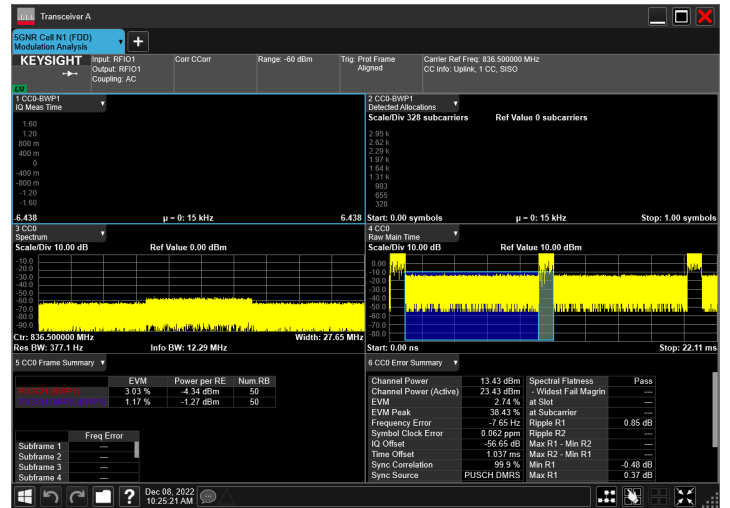 Transceiver A
5GNR Cell N1 (FDD)
Modulation Analysis
KEYSIGHT
Input: RFIO1
Output: RFIO1
Coupling: AC
Corr CCorr
Range: -60 dBm
Trig: Prot Frame
Aligned
Carrier Ref Freq: 836.500000 MHz
CC Info: Uplink, 1 CC, SISO
LXI
1 CC0-BWP1
IQ Meas Time
1.60
1.20
800 m
400 m
0
-400 m
-800 m
-1.20
-1.60
-6.438 μ = 0: 15 kHz 6.438
2 CC0-BWP1
Detected Allocations
Scale/Div 328 subcarriers Ref Value 0 subcarriers
2.95 k
2.62 k
2.29 k
1.97 k
1.64 k
1.31 k
983
655
328
Start: 0.00 symbols μ = 0: 15 kHz Stop: 1.00 symbols
3 CC0
Spectrum
Scale/Div 10.00 dB Ref Value 0.00 dBm
-10.0
-20.0
-30.0
-40.0
-50.0
-60.0
-70.0
-80.0
-90.0
Ctr: 836.500000 MHz Width: 27.65 MHz
Res BW: 377.1 Hz Info BW: 12.29 MHz
4 CC0
Raw Main Time
Scale/Div 10.00 dB Ref Value 10.00 dBm
0.00
-10.0
-20.0
-30.0
-40.0
-50.0
-60.0
-70.0
-80.0
Start: 0.00 ns Stop: 22.11 ms
5 CC0 Frame Summary
EVM Power per RE Num.RB
3.03 % -4.34 dBm 50
1.17 % -1.27 dBm 50
Freq Error
Subframe 1 ---
Subframe 2 ---
Subframe 3 ---
Subframe 4 ---
6 CC0 Error Summary
Channel Power 13.43 dBm Spectral Flatness Pass
Channel Power (Active) 23.43 dBm - Widest Fail Magrin ---
EVM 2.74 % at Slot ---
EVM Peak 38.43 % at Subcarrier ---
Frequency Error -7.65 Hz Ripple R1 0.85 dB
Symbol Clock Error 0.062 ppm Ripple R2 ---
IQ Offset -56.65 dB Max R1 - Min R2 ---
Time Offset 1.037 ms Max R2 - Min R1 ---
Sync Correlation 99.9 % Min R1 -0.48 dB
Sync Source PUSCH DMRS Max R1 0.37 dB
Dec 08, 2022
10:25:21 AM